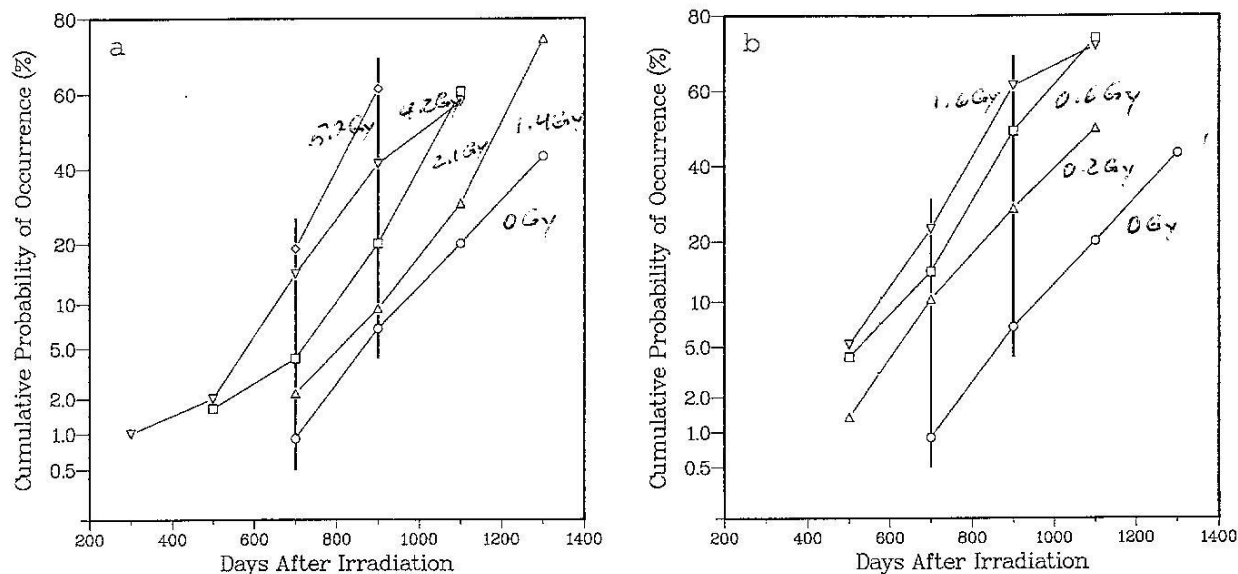 a
Cumulative Probability of Occurrence (%)
80
60
40
20
10
5.0
2.0
1.0
0.5
5.2Gy
4.2Gy
2.1Gy
1.4Gy
0Gy
200 400 600 800 1000 1200 1400
Days After Irradiation
b
Cumulative Probability of Occurrence (%)
80
60
40
20
10
5.0
2.0
1.0
0.5
1.6Gy
0.6Gy
0.2Gy
0Gy
200 400 600 800 1000 1200 1400
Days After Irradiation